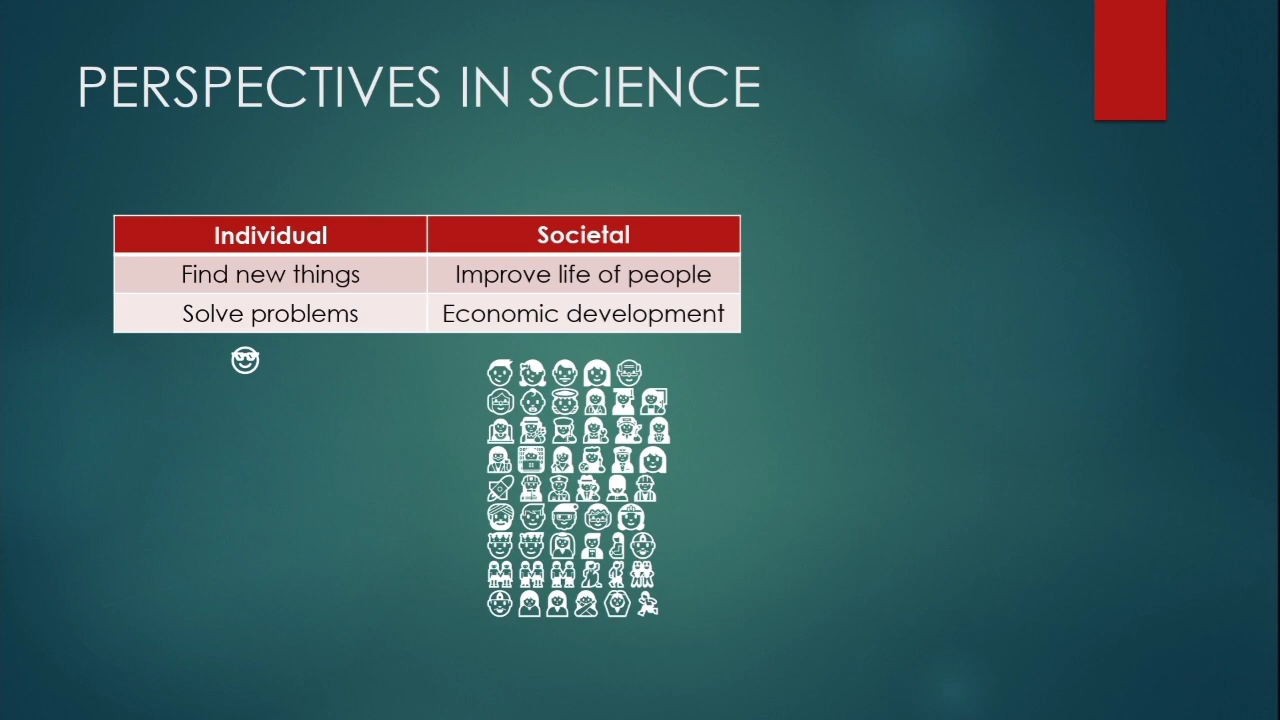 PERSPECTIVES IN SCIENCE
Individual Societal
Find new things Improve life of people
Solve problems Economic development